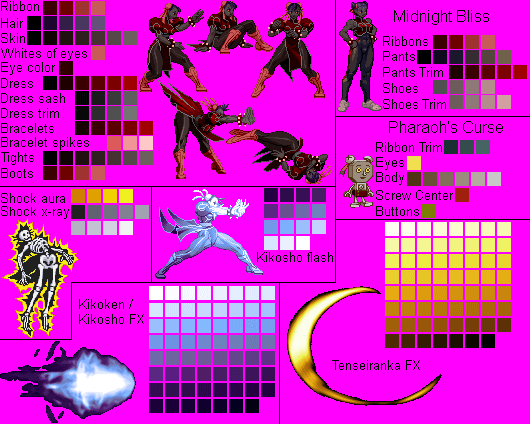 Ribbon
Hair
Skin
Whites of eyes
Eye color
Dress
Dress sash
Dress trim
Bracelets
Bracelet spikes
Tights
Boots
Midnight Bliss
Ribbons
Pants
Pants Trim
Shoes
Shoes Trim
Pharaoh's Curse
Ribbon Trim
Eyes
Body
Screw Center
Buttons
Shock aura
Shock x-ray
Kikosho flash
Kikoken /
Kikosho FX
Tenseiranka FX